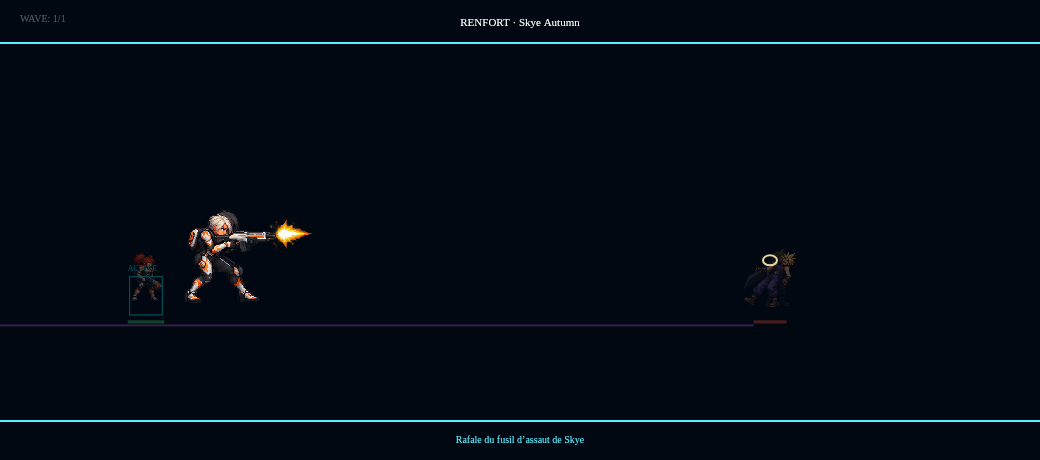 WAVE: 1/1
RENFORT · Skye Autumn
Rafale du fusil d’assaut de Skye